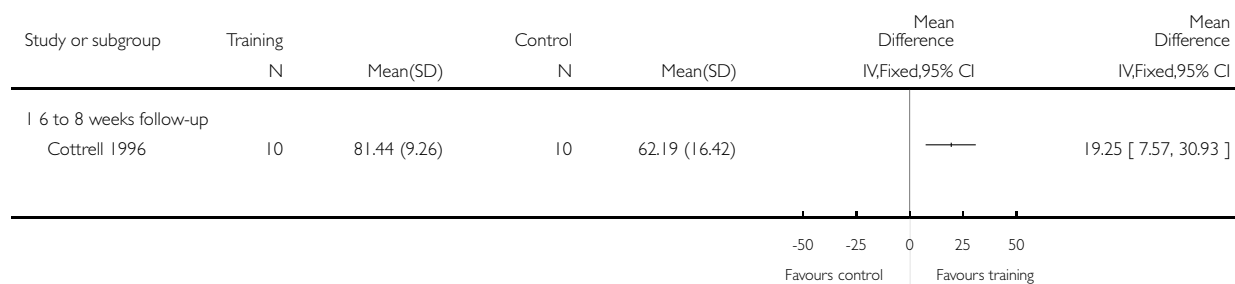 Mean Mean
Study or subgroup Training Control Difference Difference
N Mean(SD) N Mean(SD) IV,Fixed,95% CI IV,Fixed,95% CI
1 6 to 8 weeks follow-up
Cottrell 1996 10 81.44 (9.26) 10 62.19 (16.42) 19.25 [ 7.57, 30.93 ]
-50 -25 0 25 50
Favours control Favours training